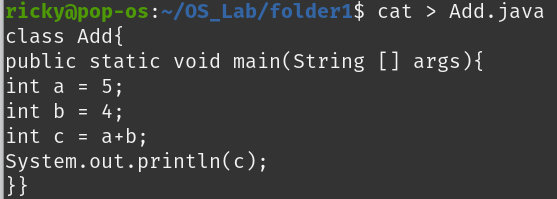 ricky@pop-os:~/OS_Lab/folder1$ cat > Add.java
class Add{
public static void main(String [] args){
int a = 5;
int b = 4;
int c = a+b;
System.out.println(c);
}}